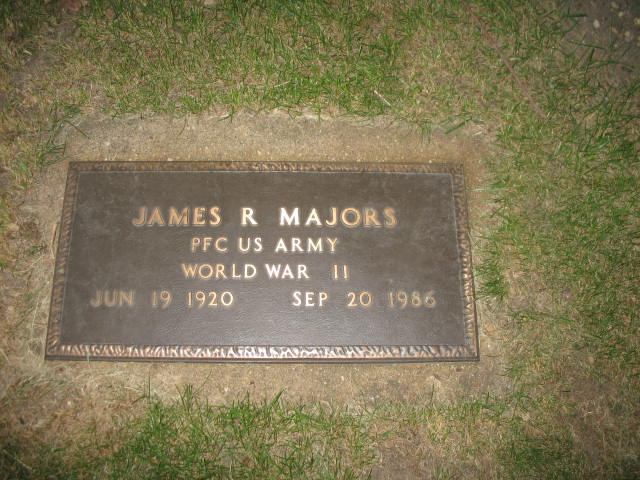 JAMES R MAJORS
PFC US ARMY
WORLD WAR II
JUN 19 1920 SEP 20 1986